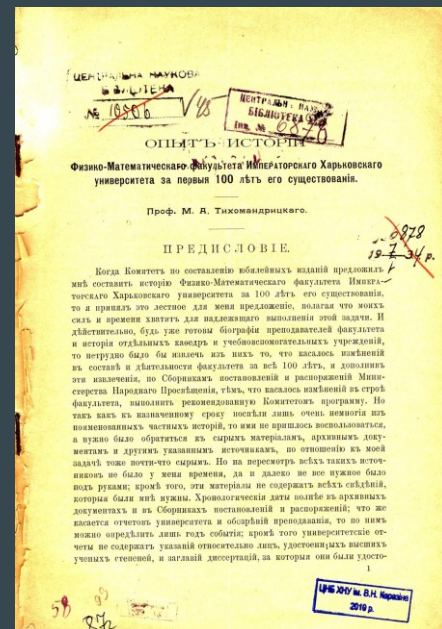 ЦЕНТРАЛЬНА НАУКОВА
БІБЛІОТЕКА
№ 10506
V 48
ЦЕНТРАЛЬН. НАУК
БІБЛІОТЕКА
Інв. № 6878
ОПЫТЪ ИСТОРІИ
Физико-Математическаго факультета ИМПЕРАТОРСКАГО Харьковскаго
университета за первыя 100 лѣтъ его существованія.
Проф. М. А. Тихомандрицкаго.
ПРЕДИСЛОВІЕ.
Когда Комитетъ по составленію юбилейныхъ изданій предложилъ
мнѣ составить исторію Физико-Математическаго факультета ИМПЕРА-
ТОРСКАГО Харьковскаго университета за 100 лѣтъ его существованія,
то я принялъ это лестное для меня предложеніе, полагая что моихъ
силъ и времени хватитъ для надлежащаго выполненія этой задачи. И
дѣйствительно, будь уже готовы біографіи преподавателей факультета
и исторія отдѣльныхъ каѳедръ и учебновспомогательныхъ учрежденій,
то нетрудно было бы извлечь изъ нихъ то, что касалось измѣненій
въ составѣ и дѣятельности факультета за всѣ 100 лѣтъ, и дополнивъ
эти извлеченія, по Сборникамъ постановленій и распоряженій Мини-
стерства Народнаго Просвѣщенія, тѣмъ, что касалось измѣненій въ строѣ
факультета, выполнить рекомендованную Комитетомъ программу. Но
такъ какъ къ назначенному сроку поспѣли лишь очень немногія изъ
поименованныхъ частныхъ исторій, то ими не пришлось воспользоваться,
а нужно было обратиться къ сырымъ матеріаламъ, архивнымъ доку-
ментамъ и другимъ указаннымъ источникамъ, по отношенію къ моей
задачѣ тоже почти-что сырымъ. Но на пересмотръ всѣхъ такихъ источ-
никовъ не было у меня времени, да и далеко не все нужное было
подъ руками; кромѣ того, эти матеріалы не содержатъ всѣхъ свѣдѣній,
которыя были мнѣ нужны. Хронологическія даты полнѣе въ архивныхъ
документахъ и въ Сборникахъ постановленій и распоряженій; что же
касается отчетовъ университета и обозрѣній преподаванія, то по нимъ
можно опредѣлить лишь годъ событія; кромѣ того университетскіе от-
четы не содержатъ указаній относительно лицъ, удостоенныхъ высшихъ
ученыхъ степеней, и заглавій диссертацій, за которыя они были удосто-
1
58
872
ЦНБ ХНУ ім. В.Н. Каразіна
2019 р.